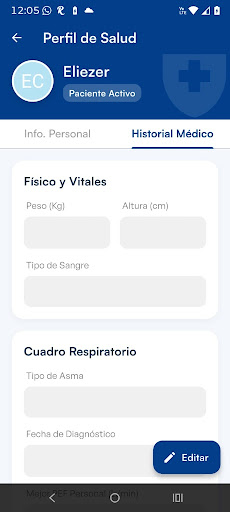 12:05
Perfil de Salud
EC
Eliezer
Paciente Activo
Info. Personal
Historial Médico
Físico y Vitales
Peso (Kg)
Altura (cm)
Tipo de Sangre
Cuadro Respiratorio
Tipo de Asma
Fecha de Diagnóstico
Editar
Mejor PEF Personal (L/min)